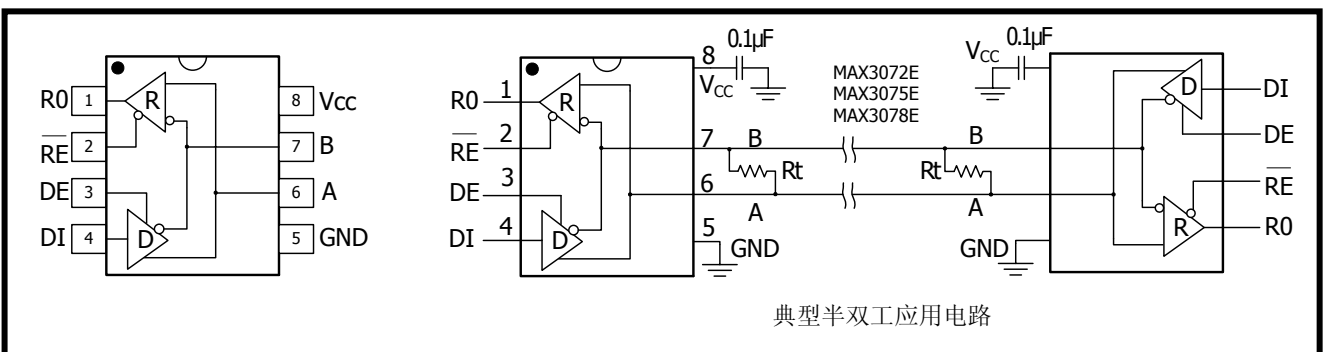 R0 1 R 8 Vcc
RE 2 7 B
DE 3 6 A
DI 4 D 5 GND
0.1µF
8
VCC
R0 1 R
RE 2
DE 3
DI 4 D
7 B
Rt
6
A
5
GND
MAX3072E
MAX3075E
MAX3078E
VCC 0.1µF
B
Rt
A
GND
D DI
DE
RE
R R0
典型半双工应用电路